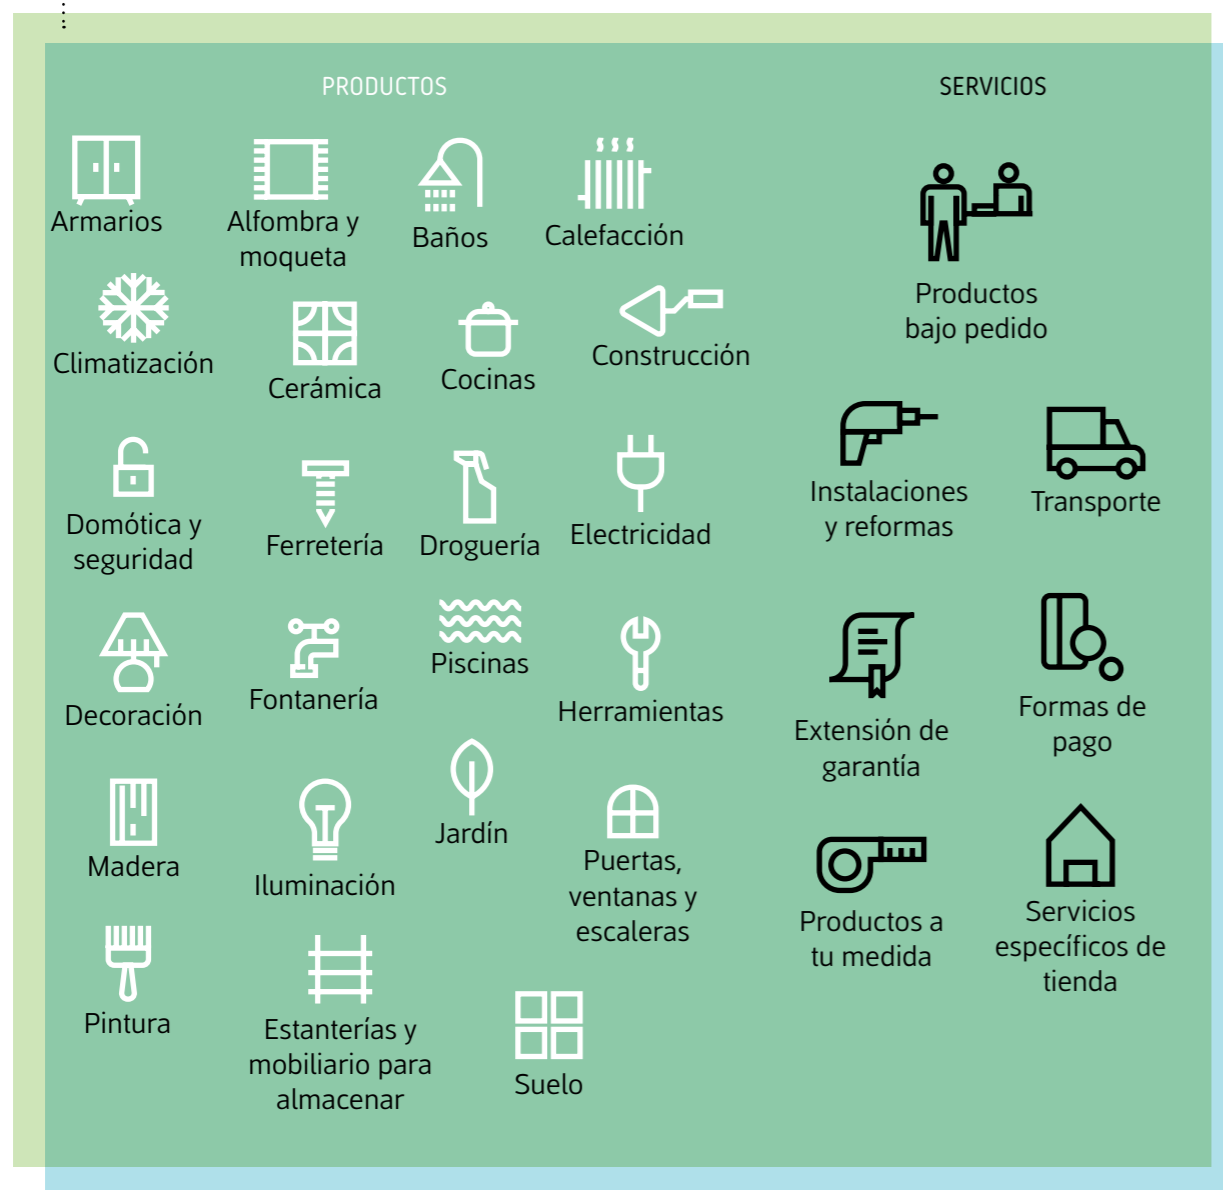 PRODUCTOS
Armarios
Alfombra y
moqueta
Baños
Calefacción
Climatización
Cerámica
Cocinas
Construcción
Domótica y
seguridad
Ferretería
Droguería
Electricidad
Decoración
Fontanería
Piscinas
Herramientas
Madera
Iluminación
Jardín
Puertas,
ventanas y
escaleras
Pintura
Estanterías y
mobiliario para
almacenar
Suelo
SERVICIOS
Productos
bajo pedido
Instalaciones
y reformas
Transporte
Extensión de
garantía
Formas de
pago
Productos a
tu medida
Servicios
específicos de
tienda